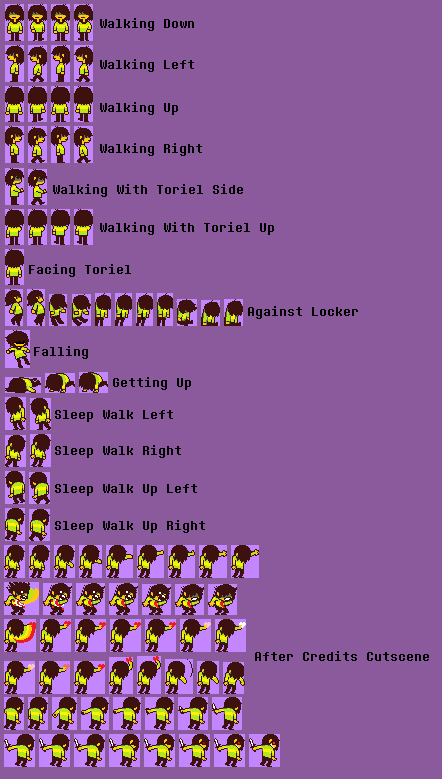 Walking Down
Walking Left
Walking Up
Walking Right
Walking With Toriel Side
Walking With Toriel Up
Facing Toriel
Against Locker
Falling
Getting Up
Sleep Walk Left
Sleep Walk Right
Sleep Walk Up Left
Sleep Walk Up Right
After Credits Cutscene